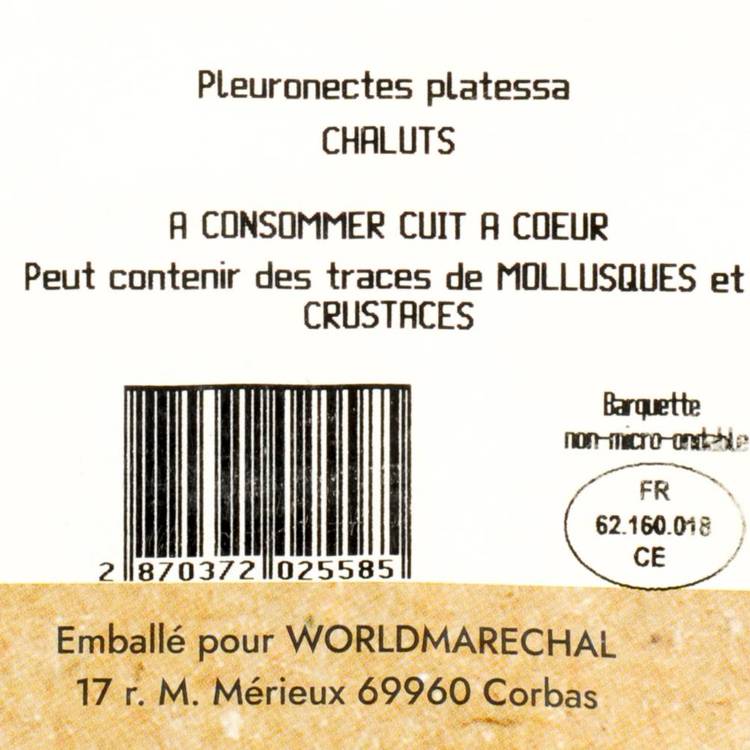 Pleuronectes platessa
CHALUTS
A CONSOMMER CUIT A COEUR
Peut contenir des traces de MOLLUSQUES et
CRUSTACES
Barquette
non-micro-ondable
FR
62.160.018
CE
2 870372 025585
Emballé pour WORLDMARECHAL
17 r. M. Mérieux 69960 Corbas